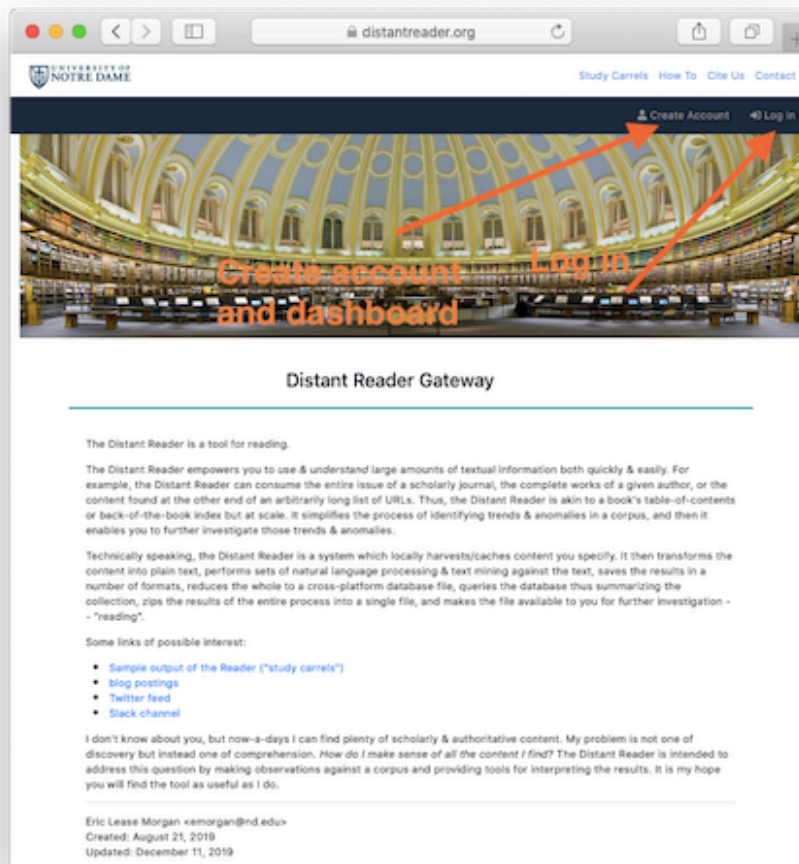 distantreader.org
UNIVERSITY OF
NOTRE DAME
Study Carrels How To Cite Us Contact
Create Account Log in
Create account
and dashboard
Log in
Distant Reader Gateway
The Distant Reader is a tool for reading.
The Distant Reader empowers you to use & understand large amounts of textual information both quickly & easily. For
example, the Distant Reader can consume the entire issue of a scholarly journal, the complete works of a given author, or the
content found at the other end of an arbitrarily long list of URLs. Thus, the Distant Reader is akin to a book's table-of-contents
or back-of-the-book index but at scale. It simplifies the process of identifying trends & anomalies in a corpus, and then it
enables you to further investigate those trends & anomalies.
Technically speaking, the Distant Reader is a system which locally harvests/caches content you specify. It then transforms the
content into plain text, performs sets of natural language processing & text mining against the text, saves the results in a
number of formats, reduces the whole to a cross-platform database file, queries the database thus summarizing the
collection, zips the results of the entire process into a single file, and makes the file available to you for further investigation -
- "reading".
Some links of possible interest:
• Sample output of the Reader ("study carrels")
• blog postings
• Twitter feed
• Slack channel
I don't know about you, but now-a-days I can find plenty of scholarly & authoritative content. My problem is not one of
discovery but instead one of comprehension. How do I make sense of all the content I find? The Distant Reader is intended to
address this question by making observations against a corpus and providing tools for interpreting the results. It is my hope
you will find the tool as useful as I do.
Eric Lease Morgan <emorgan@nd.edu>
Created: August 21, 2019
Updated: December 11, 2019